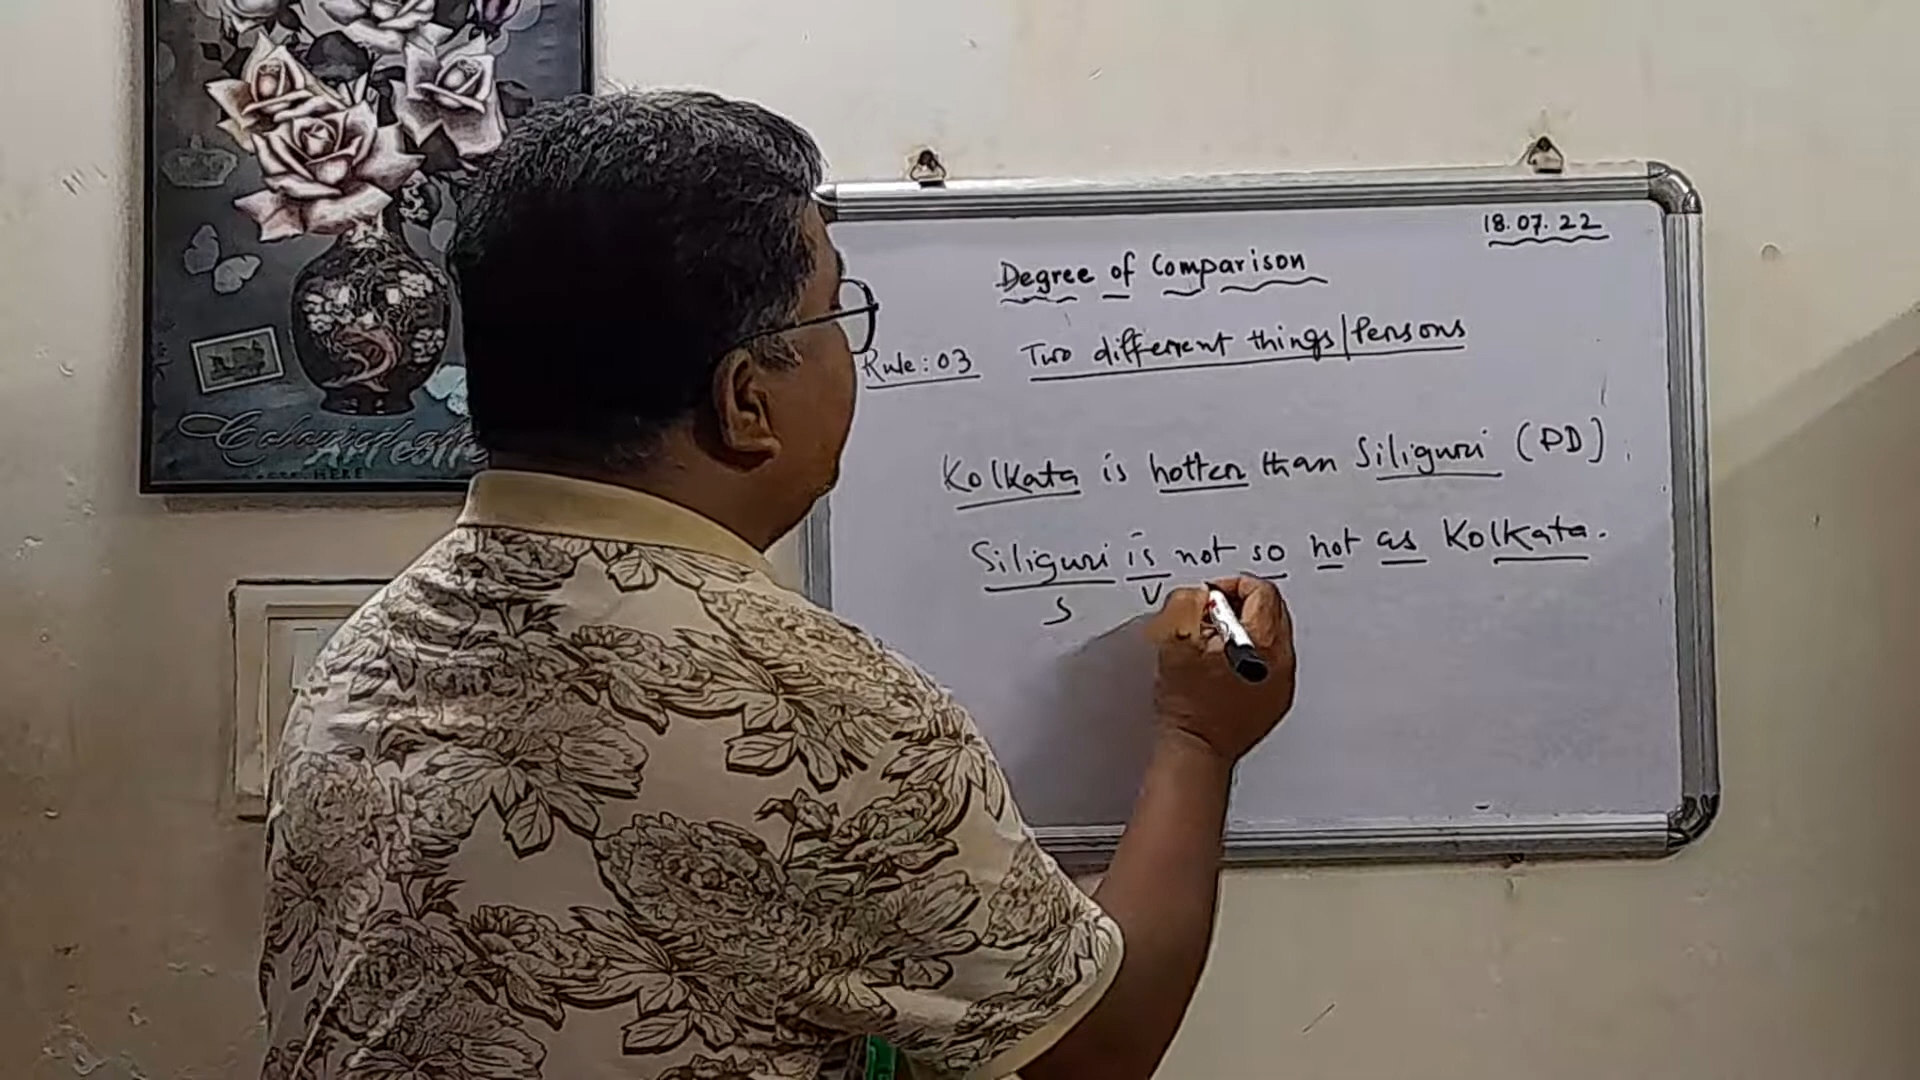 18.07.22
Degree of Comparison
Rule: 03 Two different things/Persons
Kolkata is hotter than Siliguri (PD)
Siliguri is not so hot as Kolkata.
S V
HERE